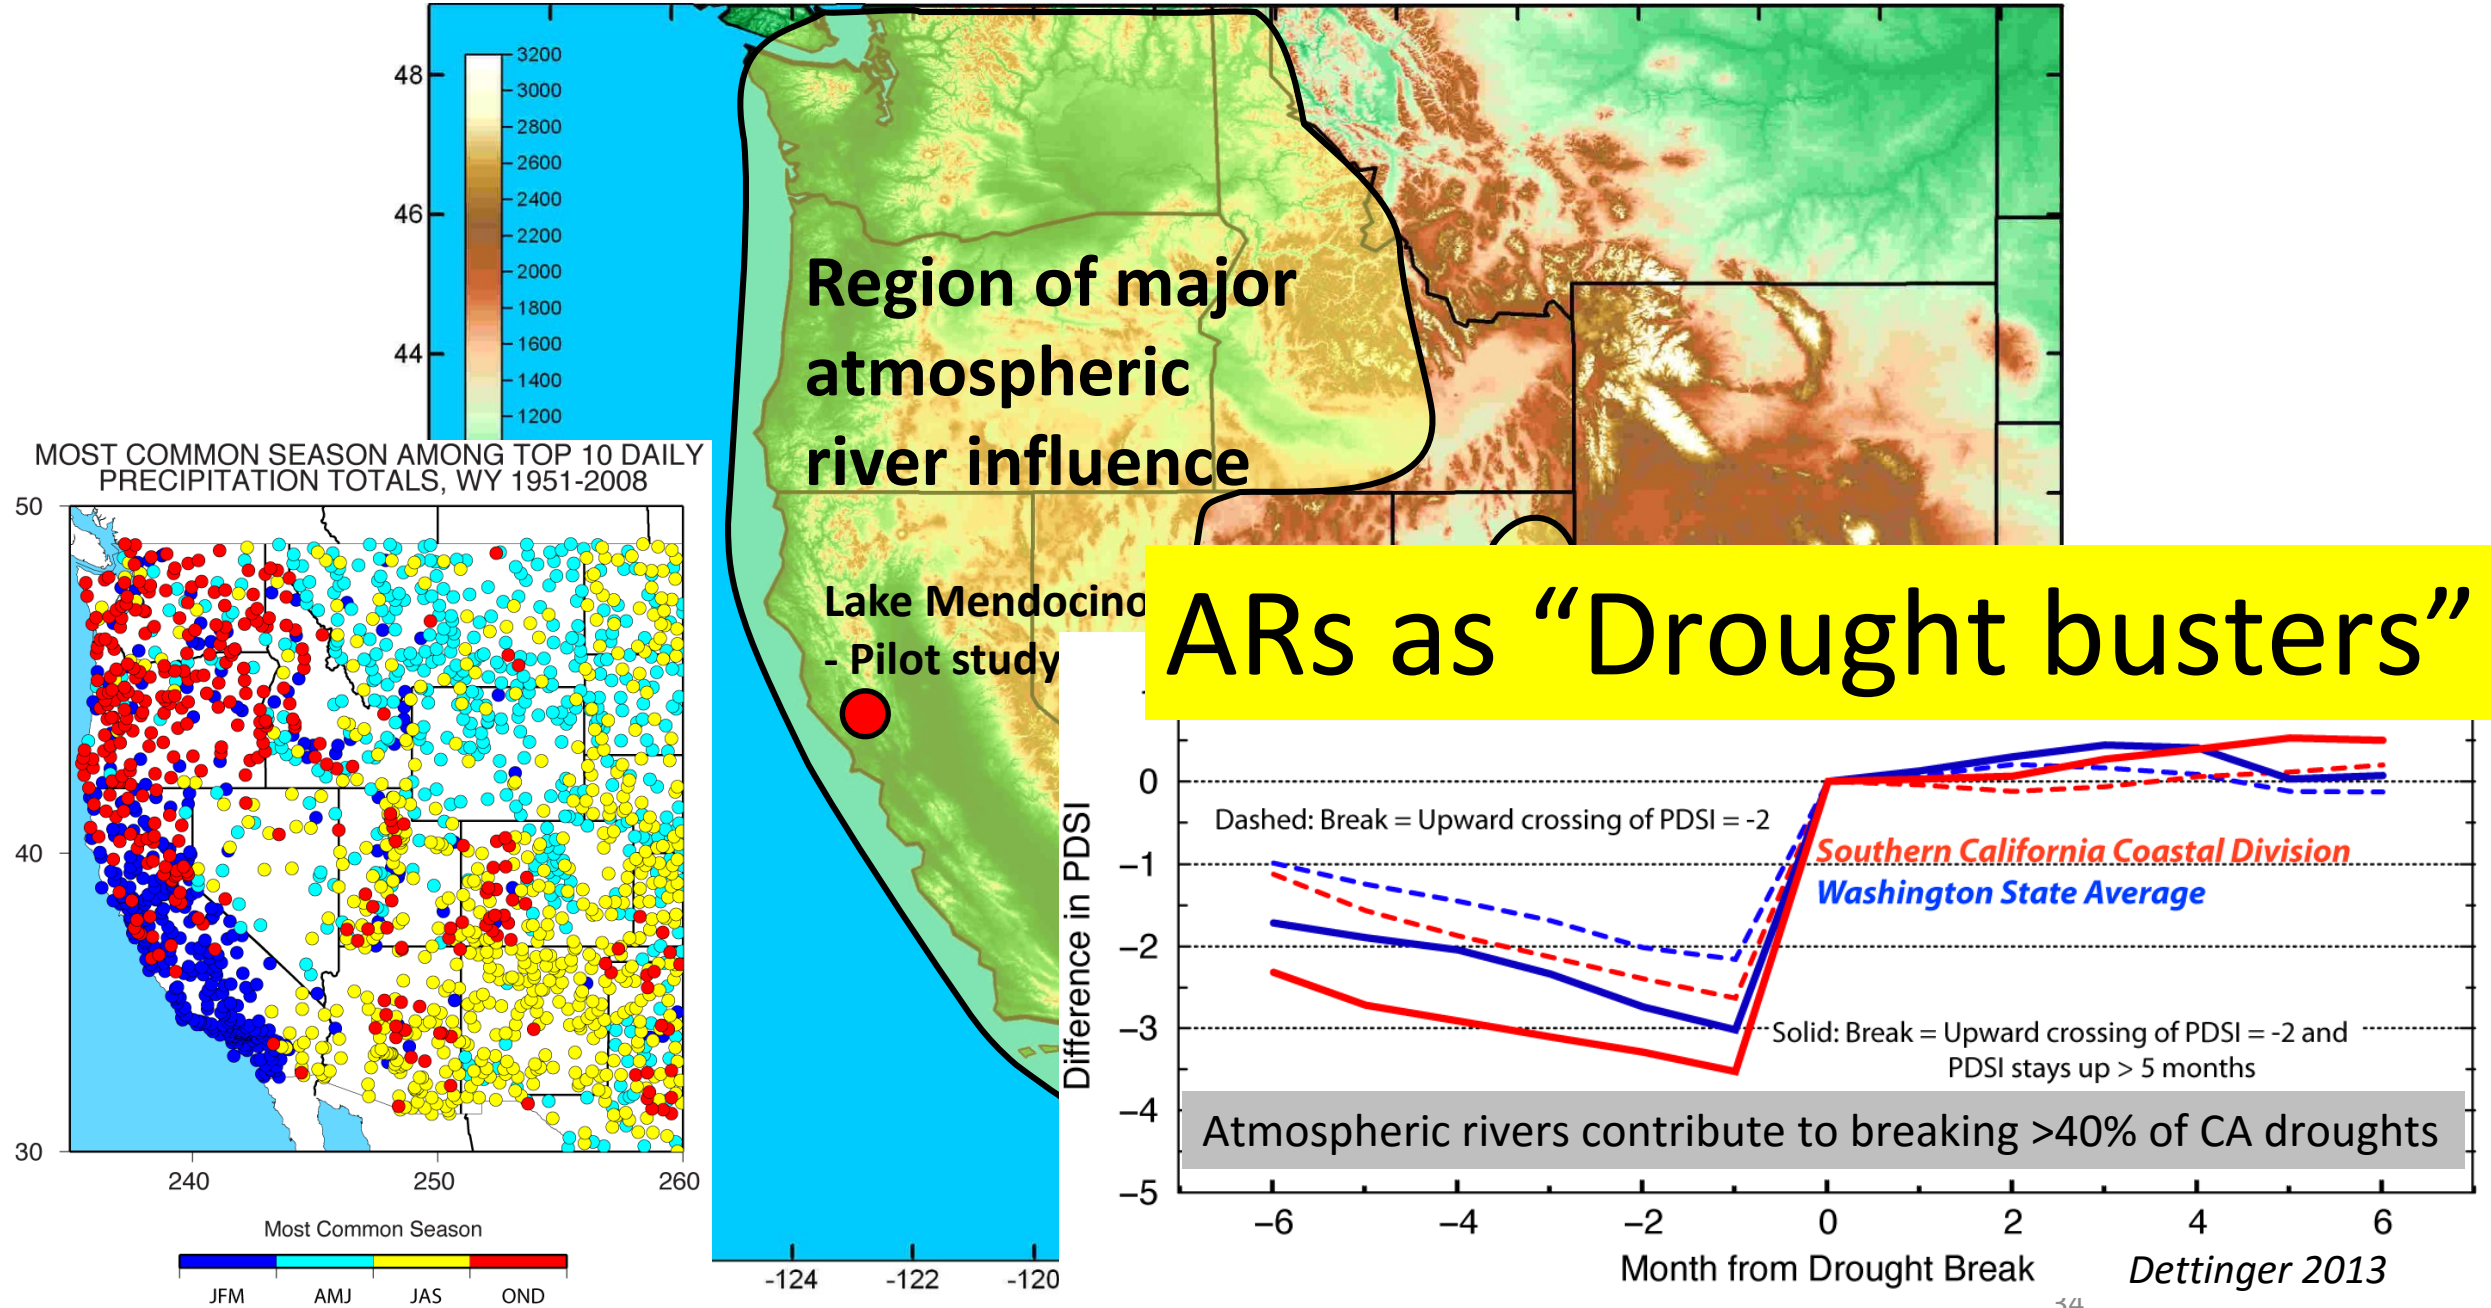 3200
3000
2800
2600
2400
2200
2000
1800
1600
1400
1200
48
46
44
Region of major
atmospheric
river influence
Lake Mendocino
- Pilot study
-124
-122
-120
MOST COMMON SEASON AMONG TOP 10 DAILY
PRECIPITATION TOTALS, WY 1951-2008
50
40
30
240
250
260
Most Common Season
JFM AMJ JAS OND
ARs as “Drought busters”
Difference in PDSI
0
−1
−2
−3
−4
−5
Dashed: Break = Upward crossing of PDSI = -2
Southern California Coastal Division
Washington State Average
Solid: Break = Upward crossing of PDSI = -2 and
PDSI stays up > 5 months
Atmospheric rivers contribute to breaking >40% of CA droughts
−6 −4 −2 0 2 4 6
Month from Drought Break
Dettinger 2013
34